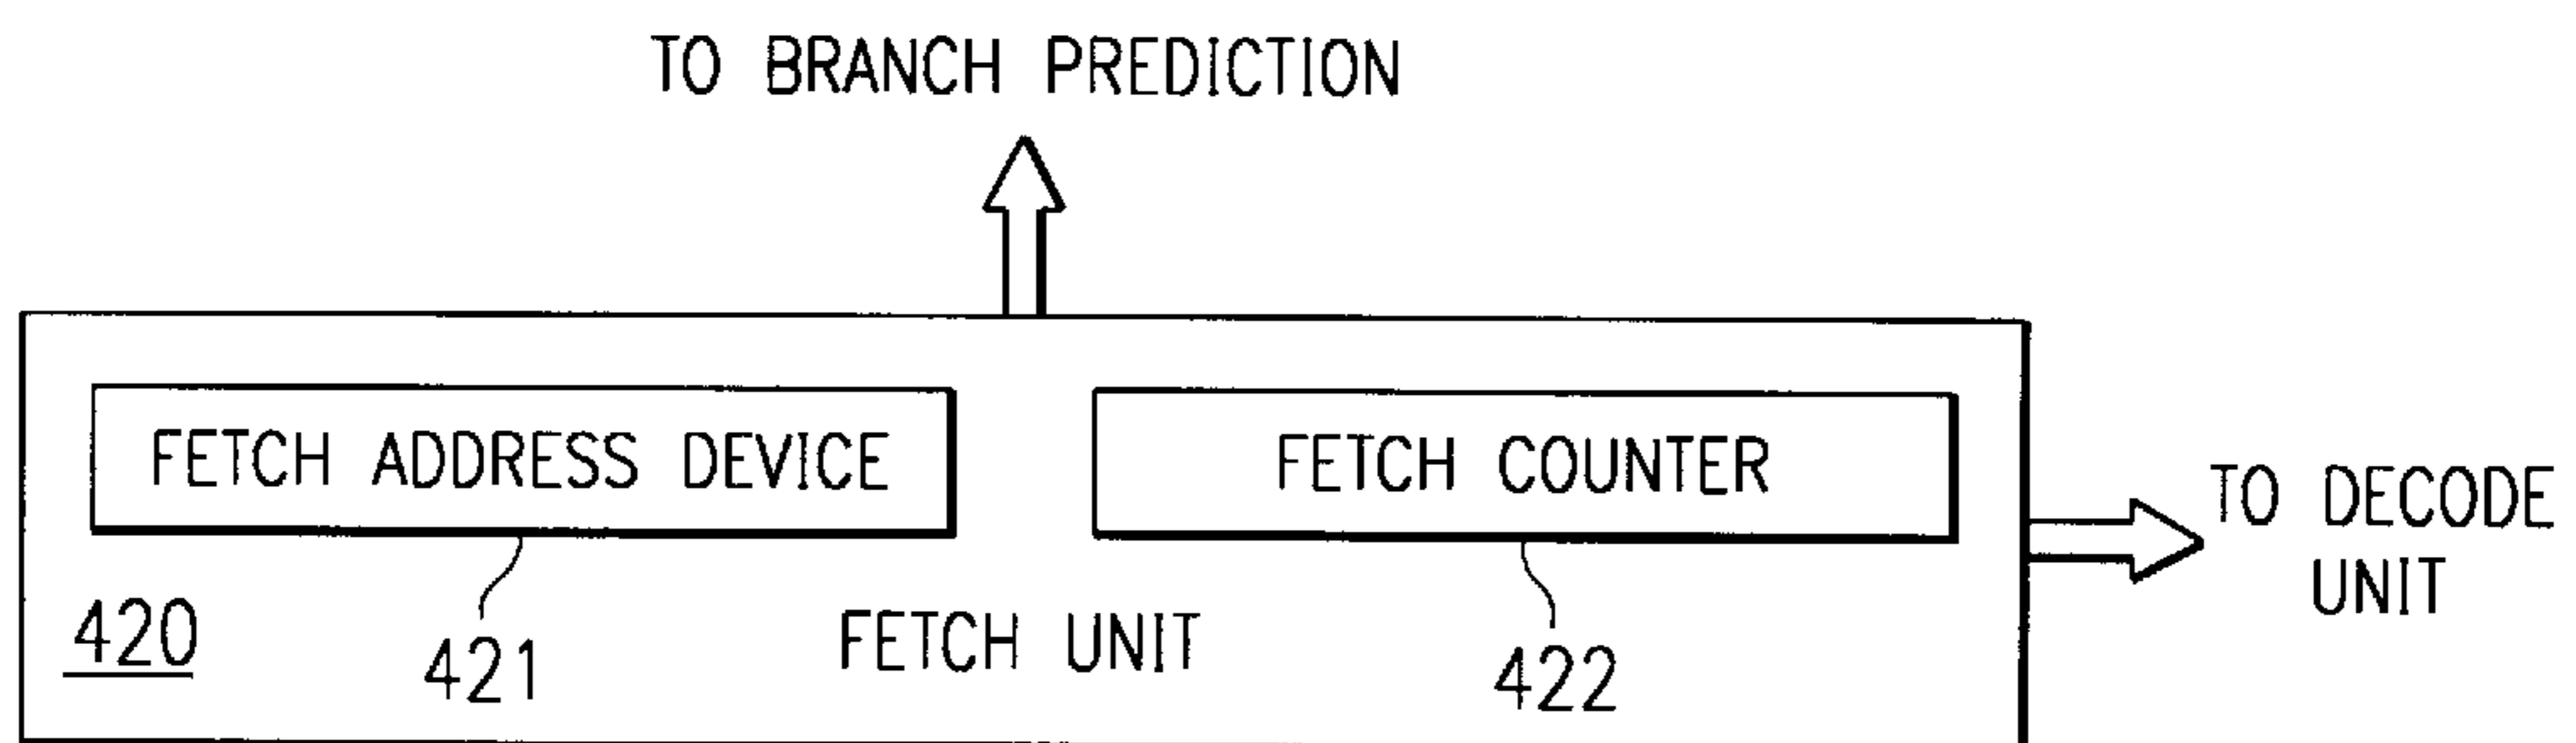 TO BRANCH PREDICTION
FETCH ADDRESS DEVICE
FETCH COUNTER
TO DECODE
UNIT
420
421
FETCH UNIT
422